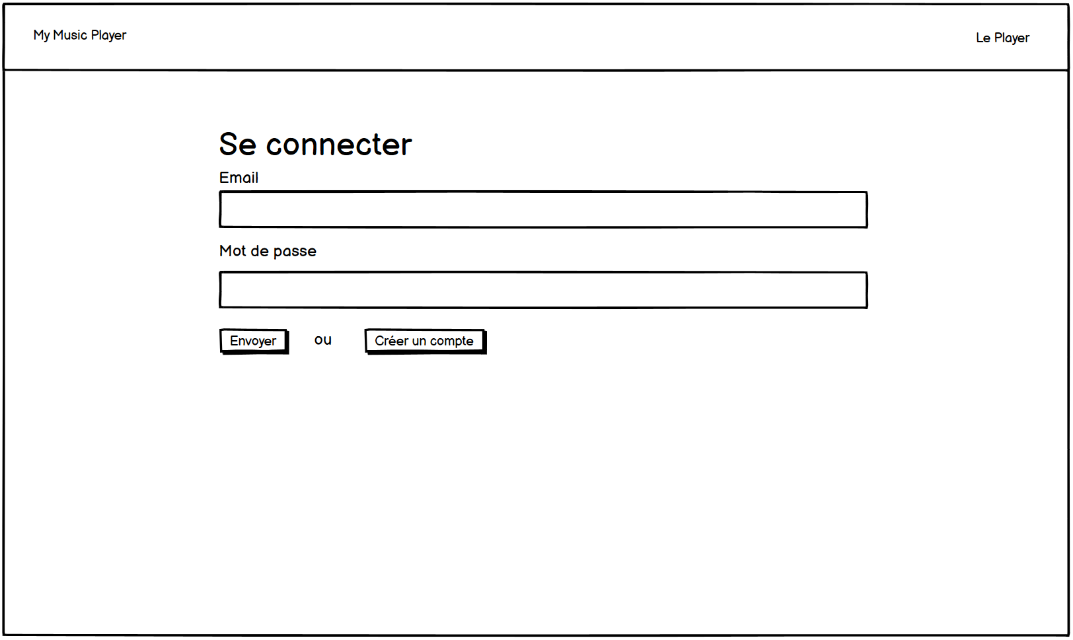 My Music Player
Le Player
Se connecter
Email
Mot de passe
Envoyer ou Créer un compte